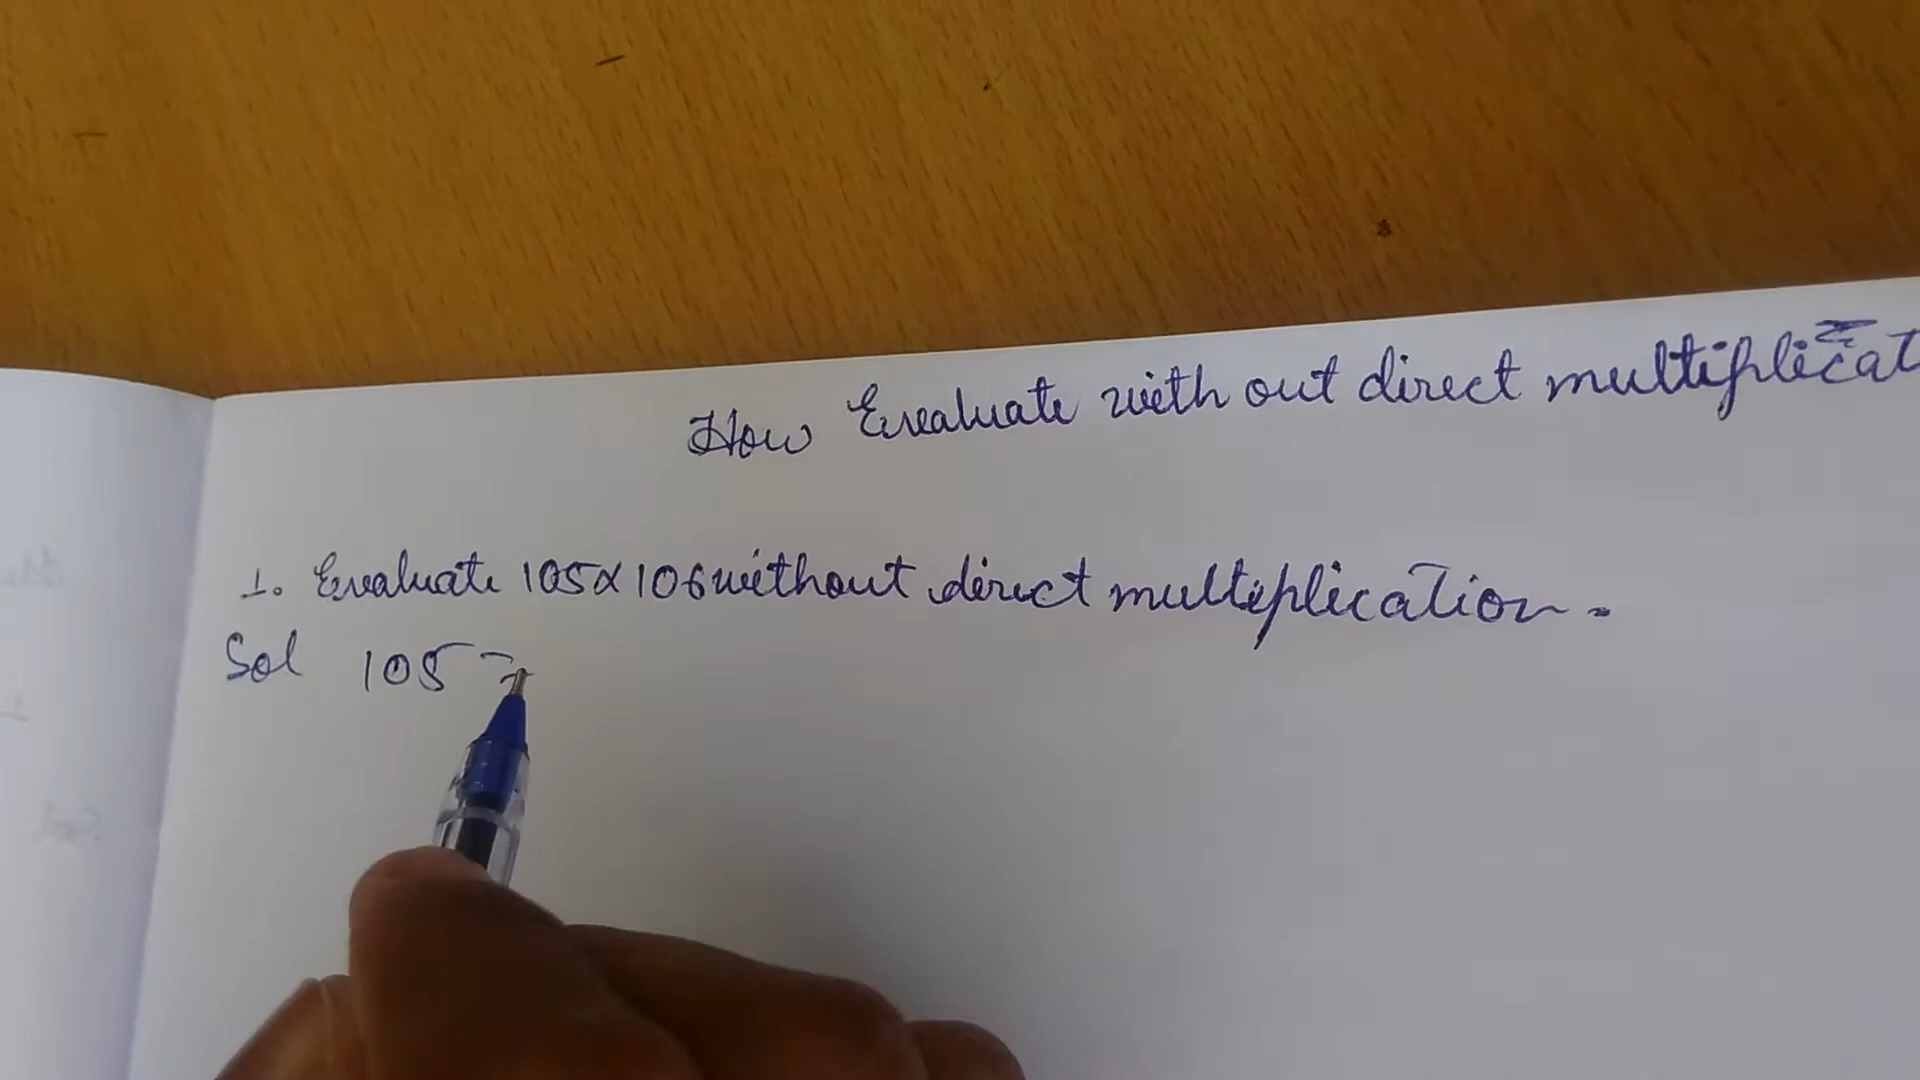 How Evaluate with out direct multiplicat
1. Evaluate 105x106 without direct multiplication.
Sol 105 =